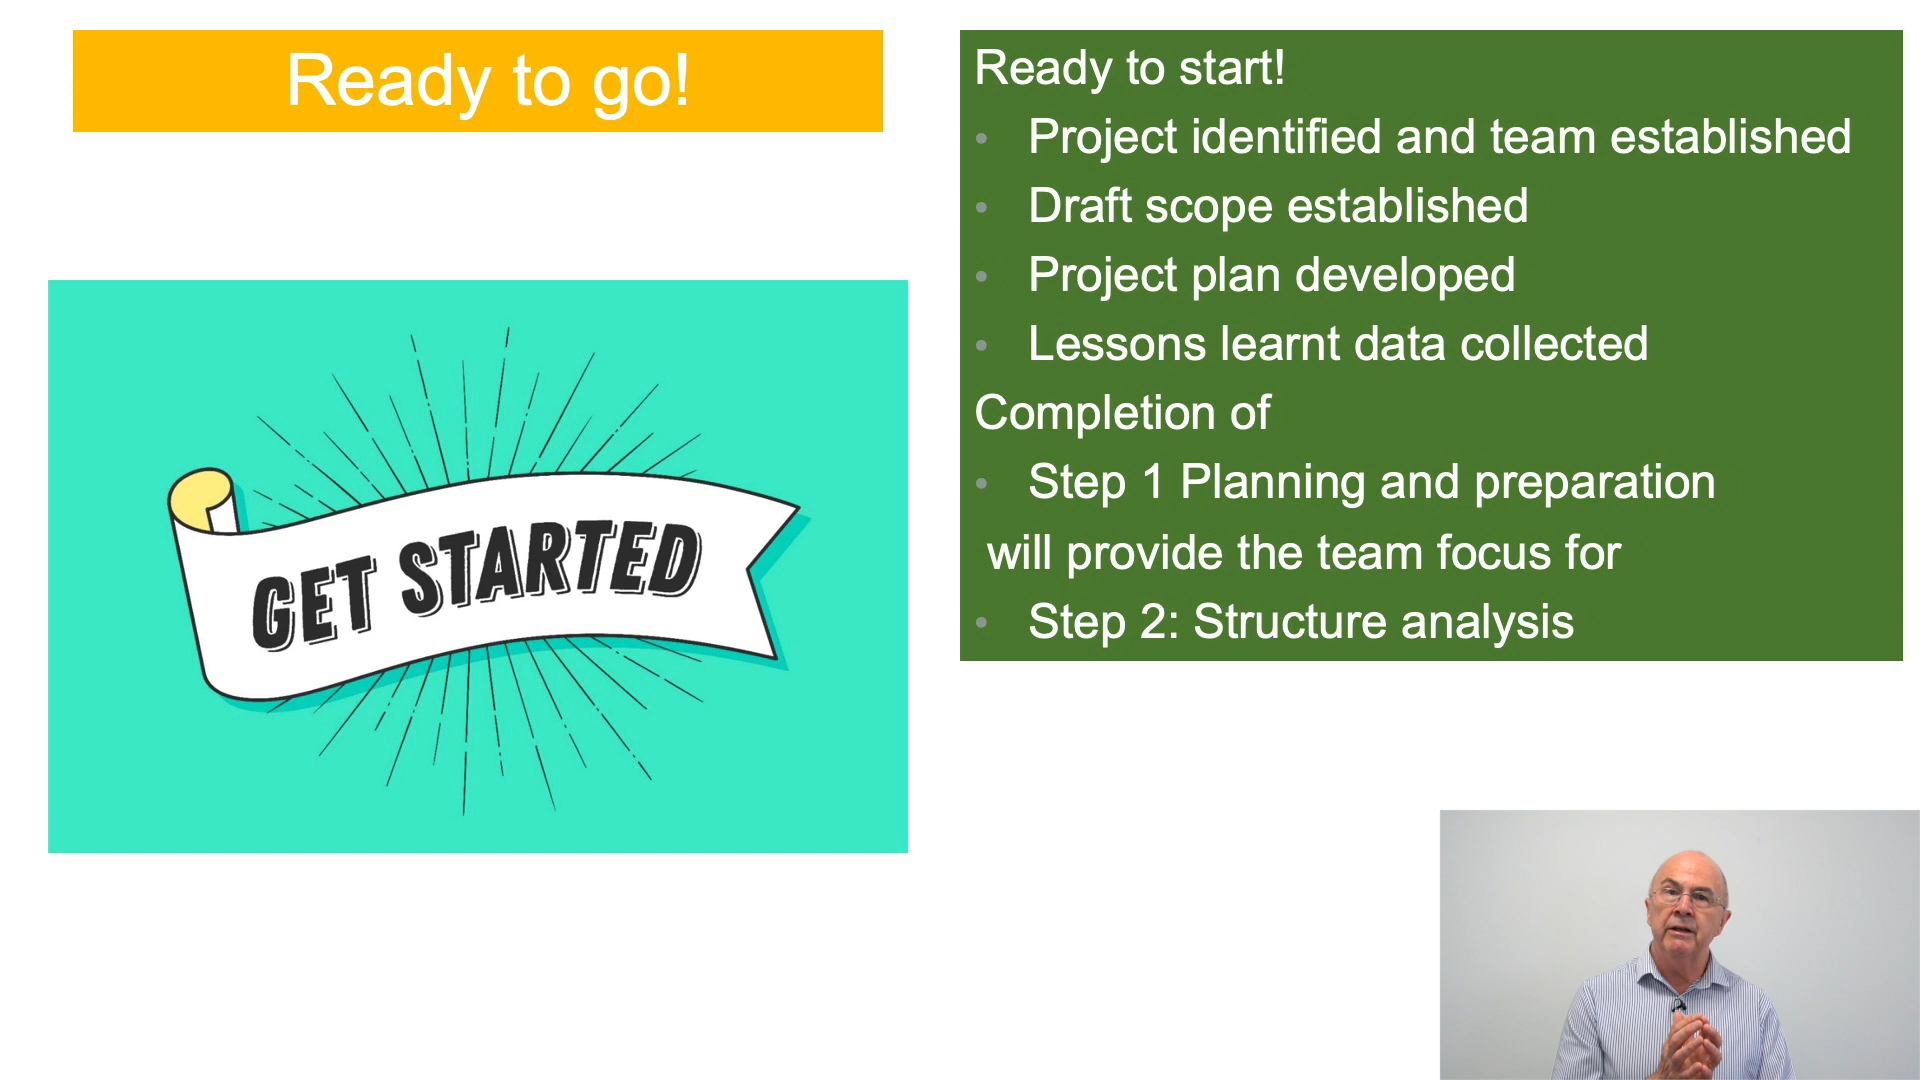 Ready to go!
GET STARTED
Ready to start!
• Project identified and team established
• Draft scope established
• Project plan developed
• Lessons learnt data collected
Completion of
• Step 1 Planning and preparation
will provide the team focus for
• Step 2: Structure analysis